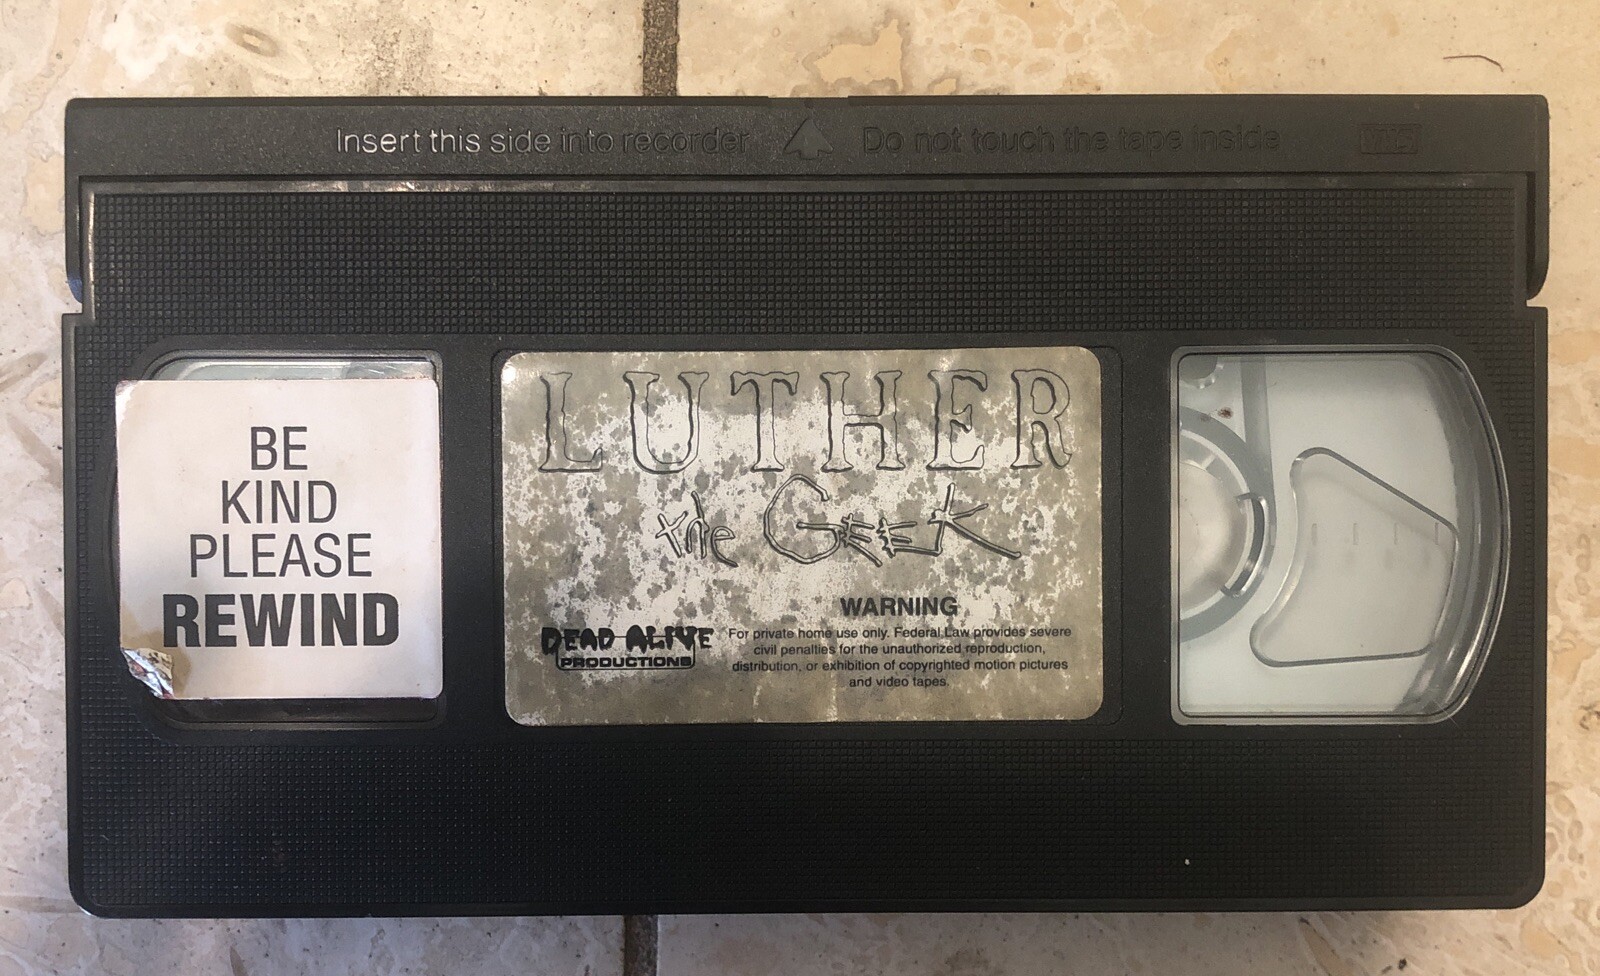 Insert this side into recorder Do not touch the tape inside VHS
BE
KIND
PLEASE
REWIND
LUTHER
the GEEK
WARNING
DEAD ALIVE
PRODUCTIONS
For private home use only. Federal Law provides severe
civil penalties for the unauthorized reproduction,
distribution, or exhibition of copyrighted motion pictures
and video tapes.